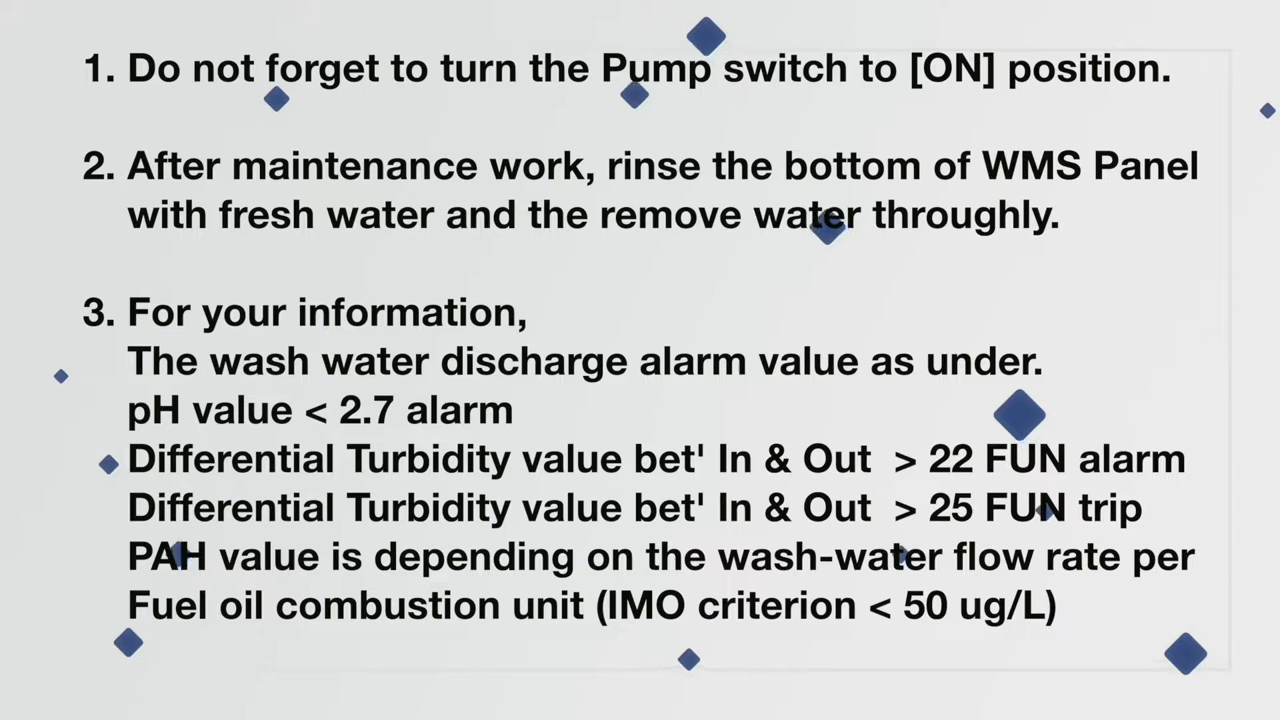 1. Do not forget to turn the Pump switch to [ON] position.
2. After maintenance work, rinse the bottom of WMS Panel
with fresh water and the remove water throughly.
3. For your information,
The wash water discharge alarm value as under.
pH value < 2.7 alarm
Differential Turbidity value bet' In & Out > 22 FUN alarm
Differential Turbidity value bet' In & Out > 25 FUN trip
PAH value is depending on the wash-water flow rate per
Fuel oil combustion unit (IMO criterion < 50 ug/L)